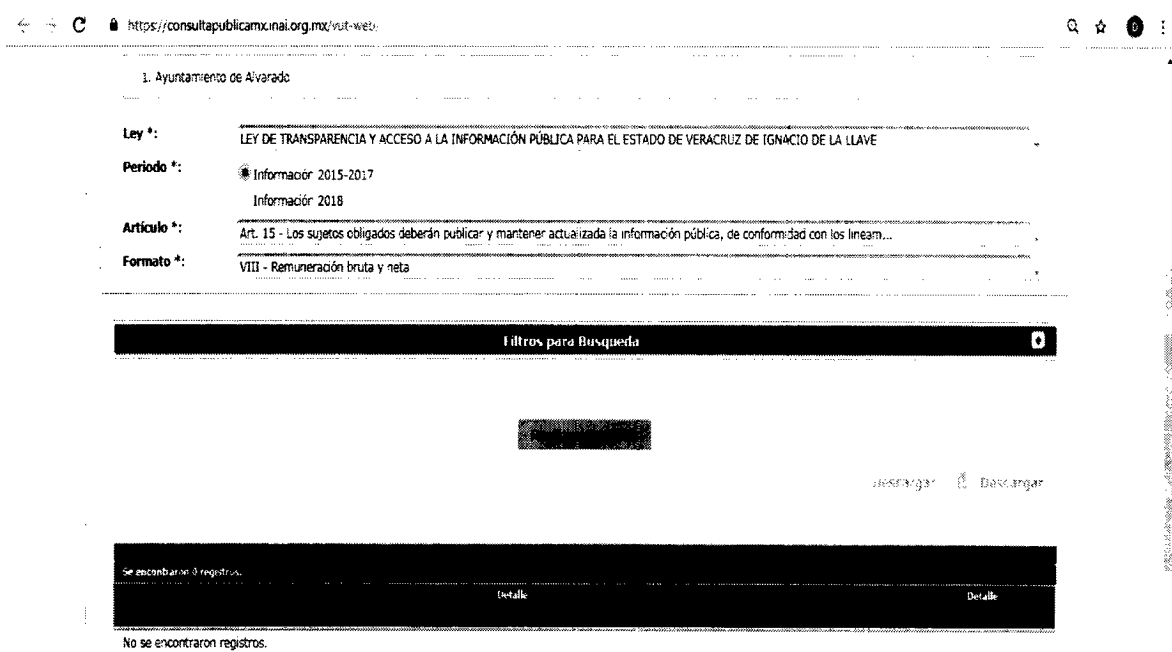 https://consultapublicamx.inai.org.mx/vut-web/
1. Ayuntamiento de Alvarado
Ley *:
LEY DE TRANSPARENCIA Y ACCESO A LA INFORMACIÓN PÚBLICA PARA EL ESTADO DE VERACRUZ DE IGNACIO DE LA LLAVE
Periodo *:
Información 2015-2017
Información 2018
Artículo *:
Art. 15 - Los sujetos obligados deberán publicar y mantener actualizada la información pública, de conformidad con los lineam...
Formato *:
VIII - Remuneración bruta y neta
Filtros para Busqueda
Descargar Descargar
Se encontraron 0 registros.
Detalle Detalle
No se encontraron registros.